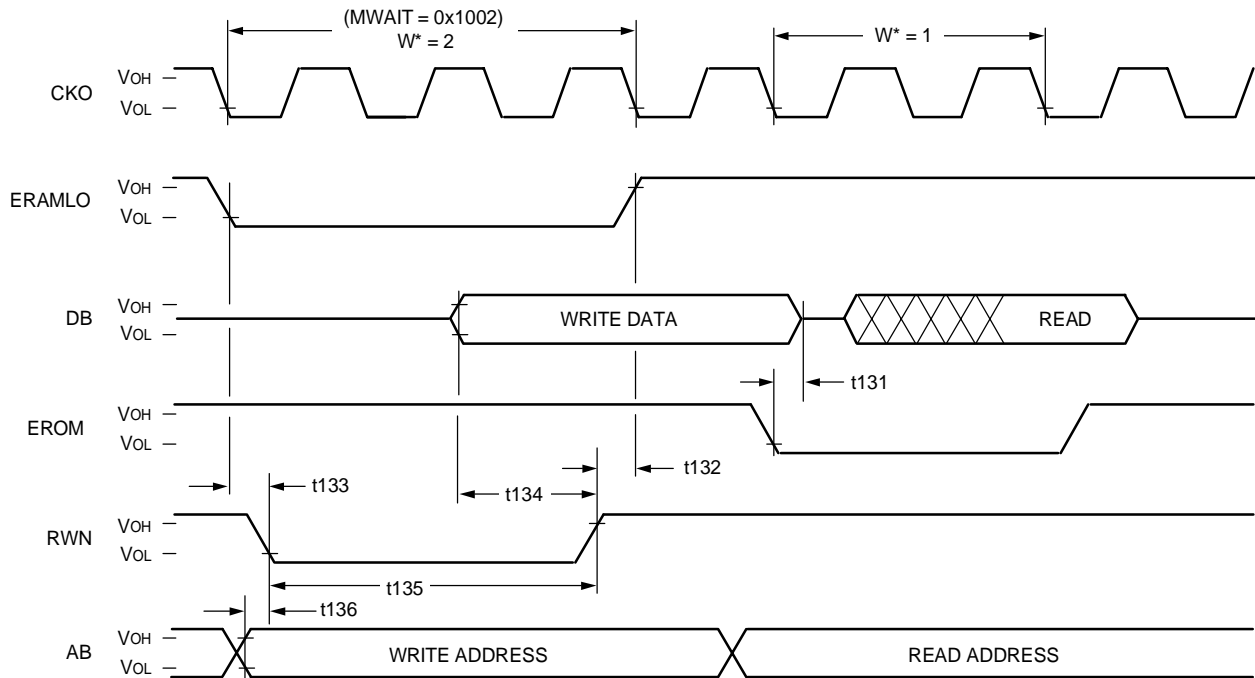 (MWAIT = 0x1002)
W* = 2
W* = 1
CKO
VOH
VOL
ERAMLO
VOH
VOL
DB
VOH
VOL
WRITE DATA
READ
t131
EROM
VOH
VOL
t132
t133
t134
RWN
VOH
VOL
t135
t136
AB
VOH
VOL
WRITE ADDRESS
READ ADDRESS